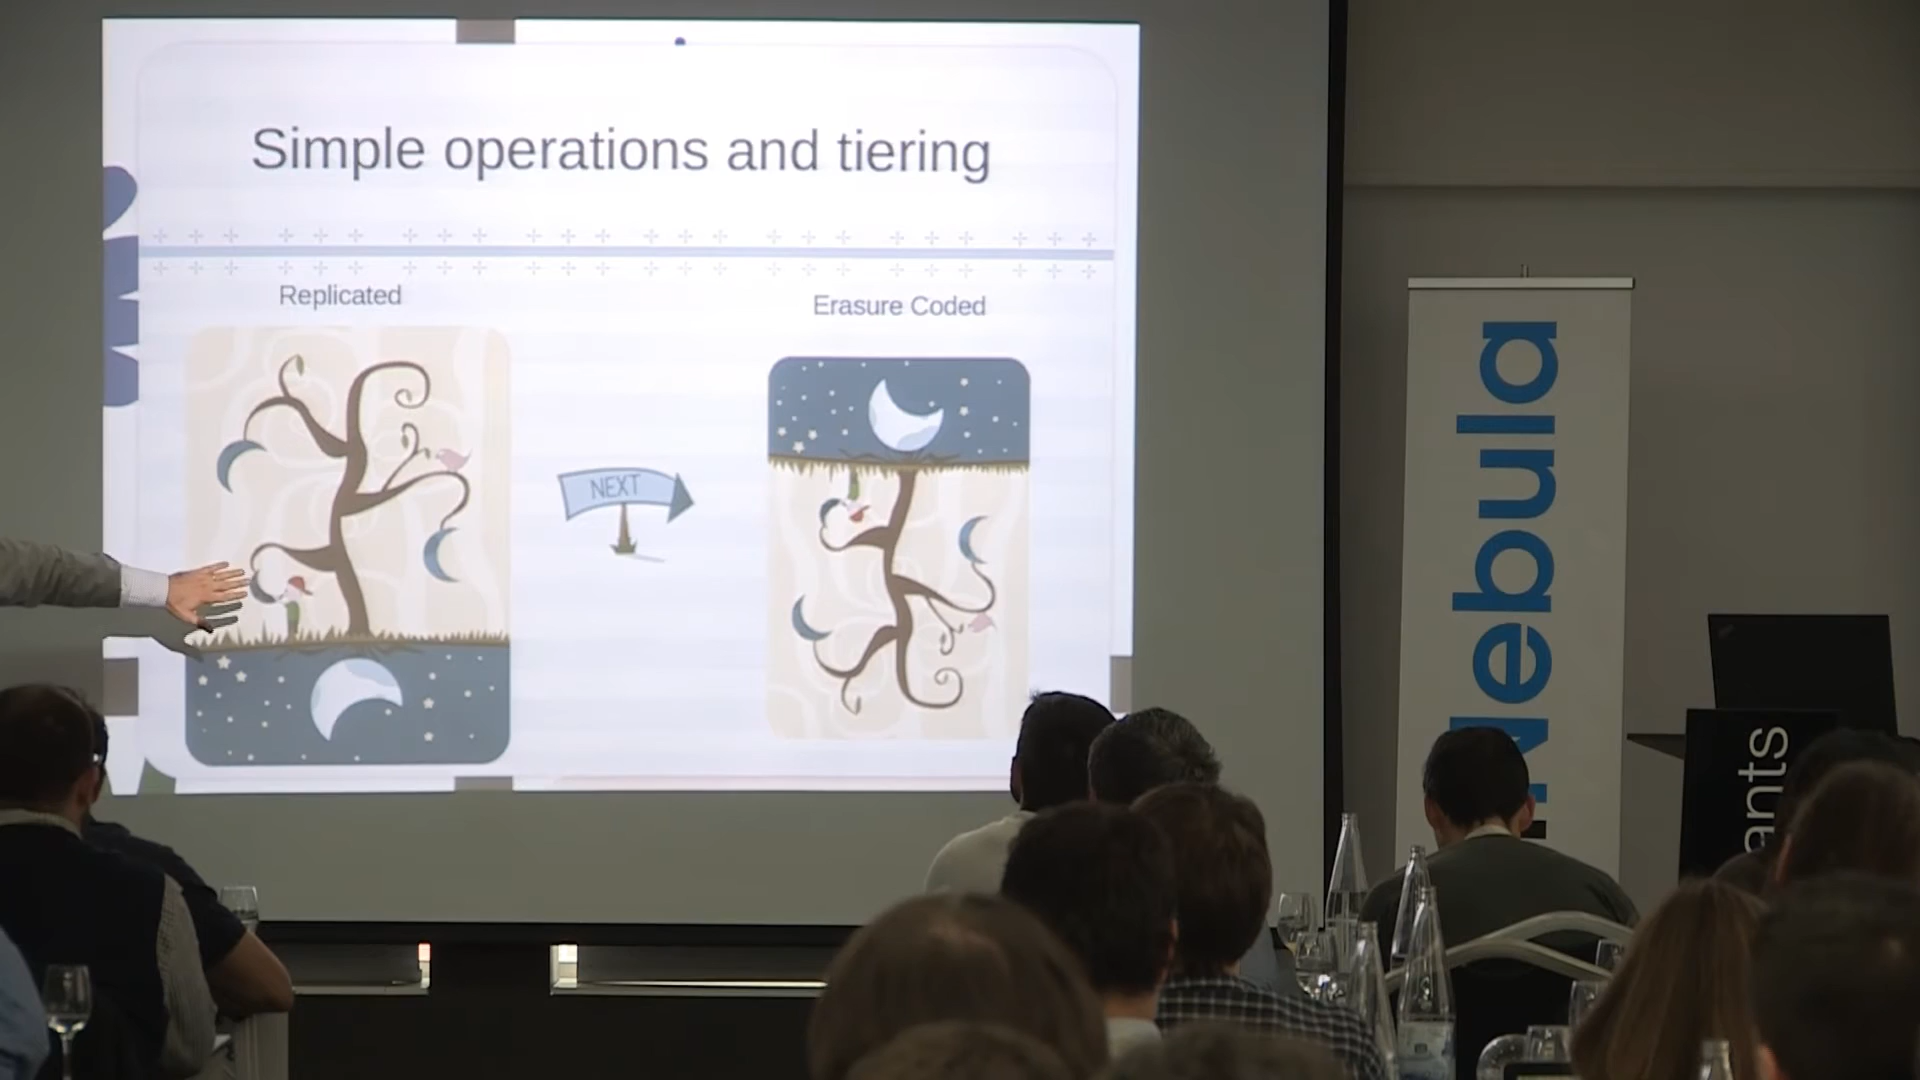 Simple operations and tiering
Replicated
Erasure Coded
NEXT
Nebula
ants